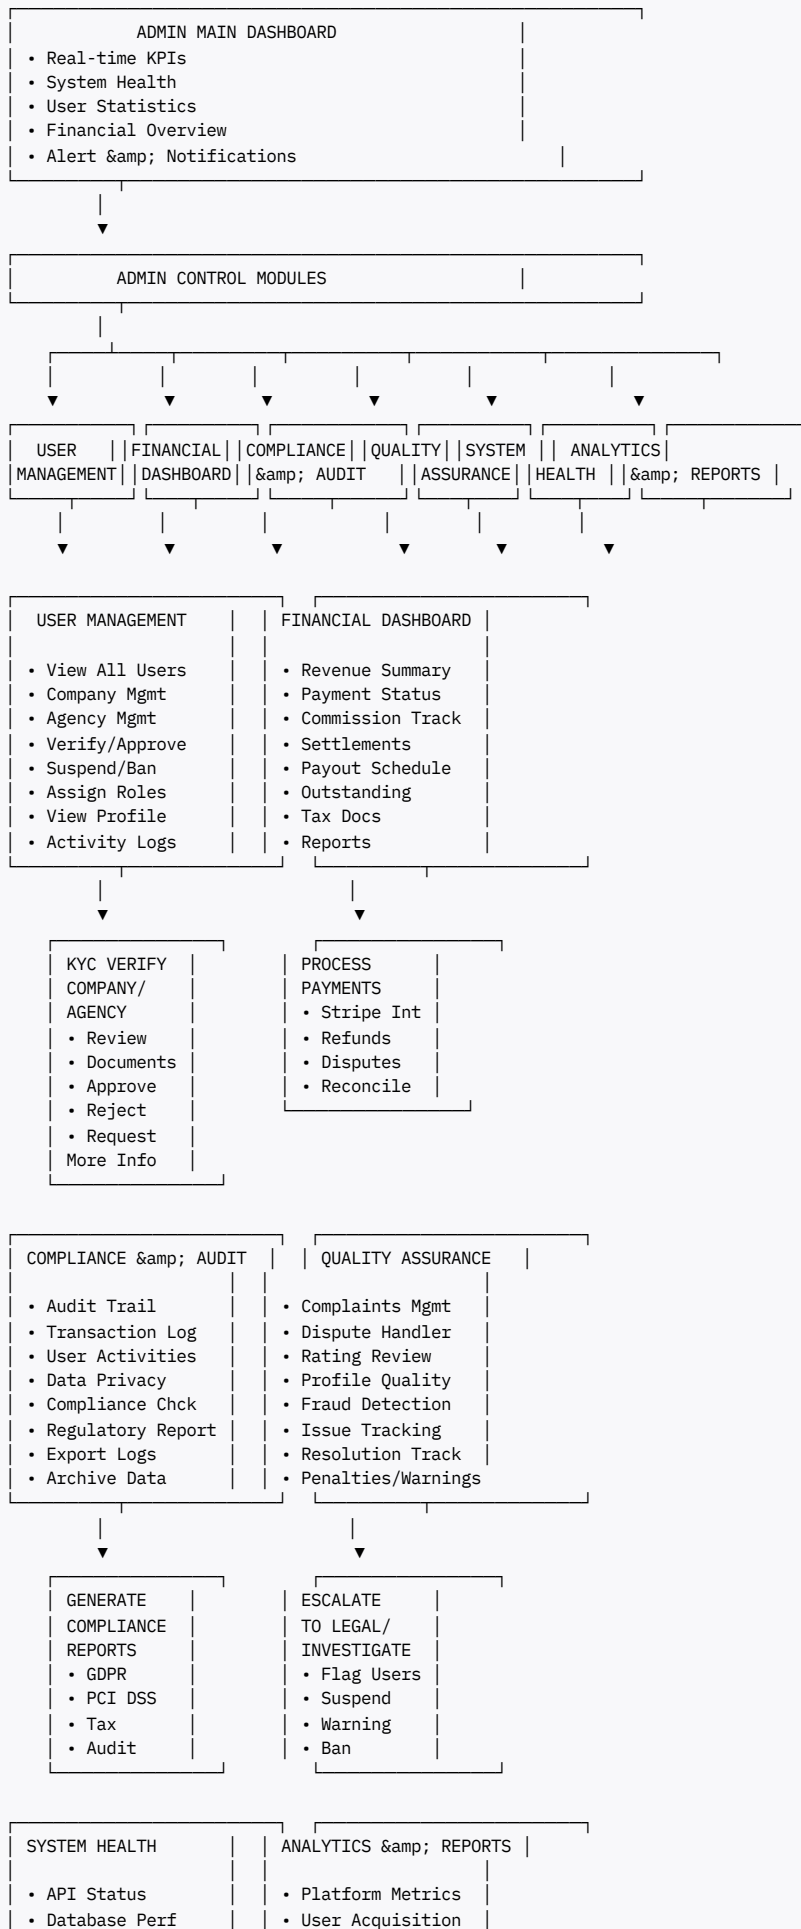 ADMIN MAIN DASHBOARD
• Real-time KPIs
• System Health
• User Statistics
• Financial Overview
• Alert &amp; Notifications
ADMIN CONTROL MODULES
USER FINANCIAL COMPLIANCE QUALITY SYSTEM ANALYTICS
MANAGEMENT DASHBOARD &amp; AUDIT ASSURANCE HEALTH &amp; REPORTS
USER MANAGEMENT FINANCIAL DASHBOARD
• View All Users • Revenue Summary
• Company Mgmt • Payment Status
• Agency Mgmt • Commission Track
• Verify/Approve • Settlements
• Suspend/Ban • Payout Schedule
• Assign Roles • Outstanding
• View Profile • Tax Docs
• Activity Logs • Reports
KYC VERIFY PROCESS
COMPANY/ PAYMENTS
AGENCY • Stripe Int
• Review • Refunds
• Documents • Disputes
• Approve • Reconcile
• Reject
• Request
More Info
COMPLIANCE &amp; AUDIT QUALITY ASSURANCE
• Audit Trail • Complaints Mgmt
• Transaction Log • Dispute Handler
• User Activities • Rating Review
• Data Privacy • Profile Quality
• Compliance Chck • Fraud Detection
• Regulatory Report • Issue Tracking
• Export Logs • Resolution Track
• Archive Data • Penalties/Warnings
GENERATE ESCALATE
COMPLIANCE TO LEGAL/
REPORTS INVESTIGATE
• GDPR • Flag Users
• PCI DSS • Suspend
• Tax • Warning
• Audit • Ban
SYSTEM HEALTH ANALYTICS &amp; REPORTS
• API Status • Platform Metrics
• Database Perf • User Acquisition